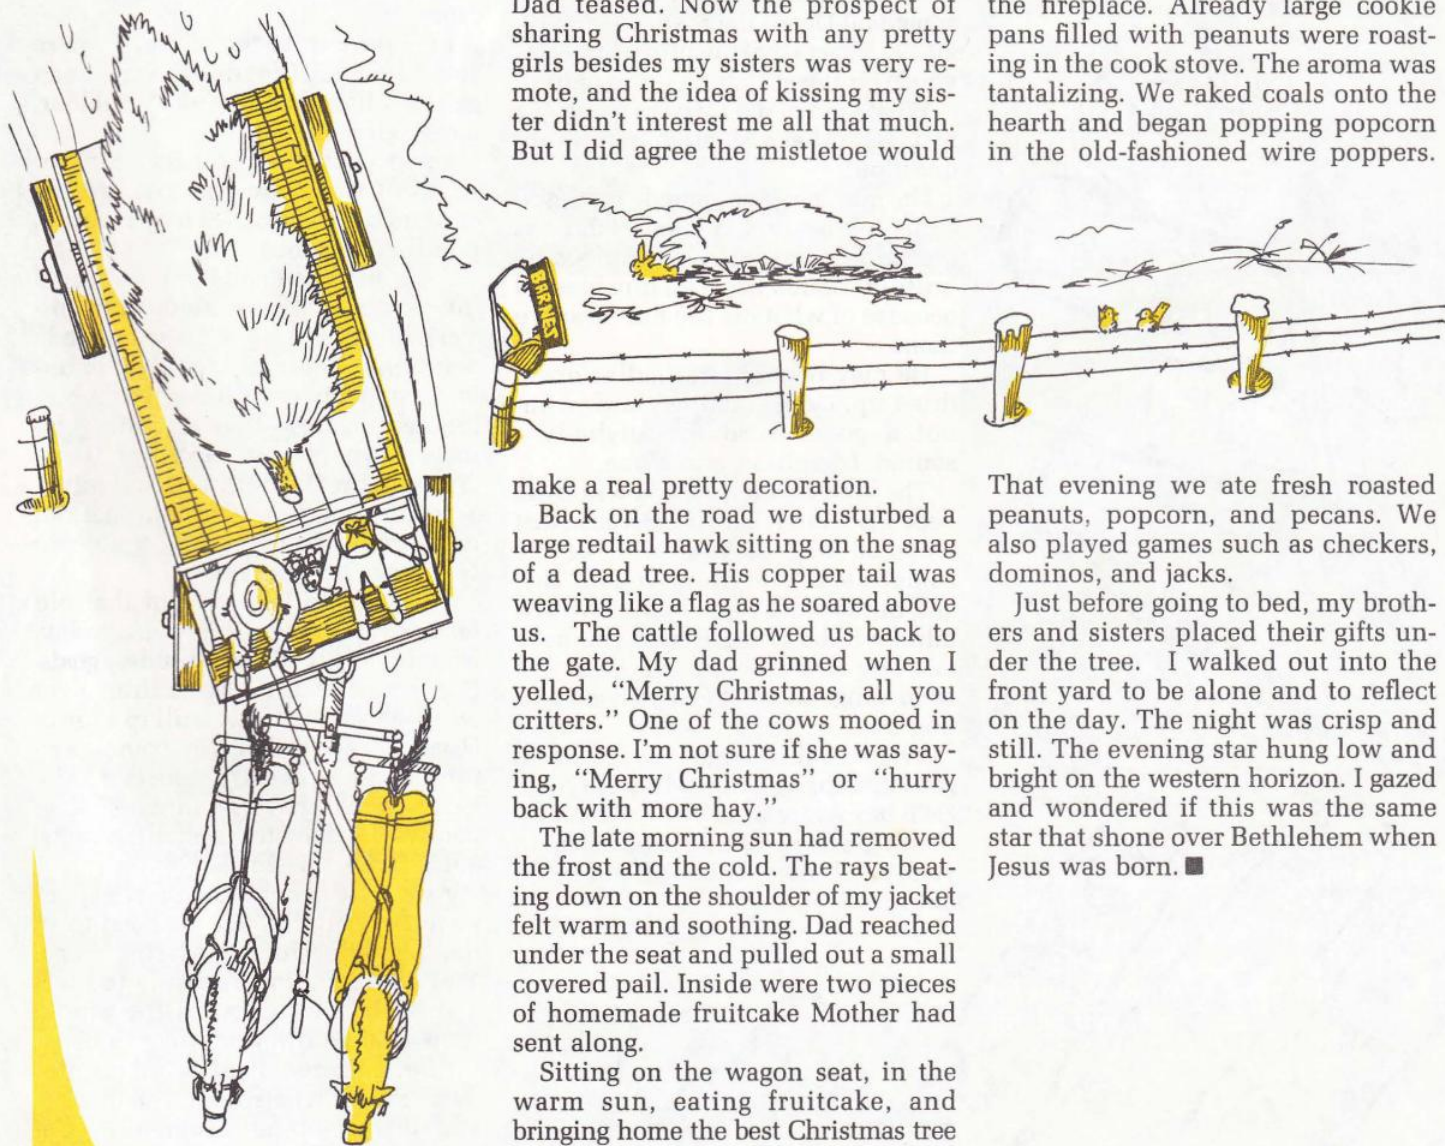 Dad teased. Now the prospect of
sharing Christmas with any pretty
girls besides my sisters was very re-
mote, and the idea of kissing my sis-
ter didn't interest me all that much.
But I did agree the mistletoe would
BARNES
make a real pretty decoration.
Back on the road we disturbed a
large redtail hawk sitting on the snag
of a dead tree. His copper tail was
weaving like a flag as he soared above
us. The cattle followed us back to
the gate. My dad grinned when I
yelled, “Merry Christmas, all you
critters.” One of the cows mooed in
response. I'm not sure if she was say-
ing, “Merry Christmas” or “hurry
back with more hay.”
The late morning sun had removed
the frost and the cold. The rays beat-
ing down on the shoulder of my jacket
felt warm and soothing. Dad reached
under the seat and pulled out a small
covered pail. Inside were two pieces
of homemade fruitcake Mother had
sent along.
Sitting on the wagon seat, in the
warm sun, eating fruitcake, and
bringing home the best Christmas tree
the fireplace. Already large cookie
pans filled with peanuts were roast-
ing in the cook stove. The aroma was
tantalizing. We raked coals onto the
hearth and began popping popcorn
in the old-fashioned wire poppers.
That evening we ate fresh roasted
peanuts, popcorn, and pecans. We
also played games such as checkers,
dominos, and jacks.
Just before going to bed, my broth-
ers and sisters placed their gifts un-
der the tree. I walked out into the
front yard to be alone and to reflect
on the day. The night was crisp and
still. The evening star hung low and
bright on the western horizon. I gazed
and wondered if this was the same
star that shone over Bethlehem when
Jesus was born. ■